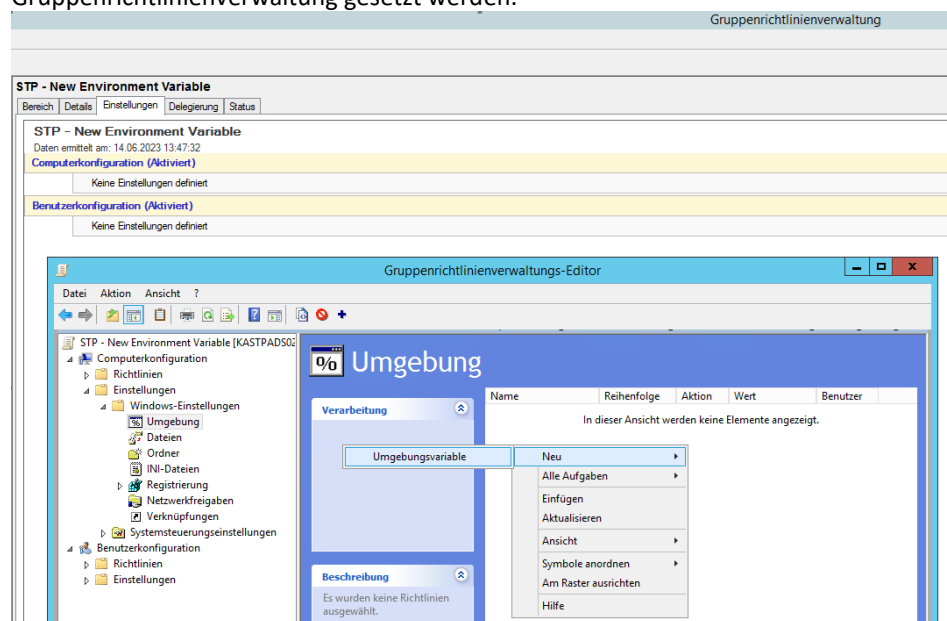 Gruppenrichtlinienverwaltung gesetzt werden.
Gruppenrichtlinienverwaltung
STP - New Environment Variable
Bereich Details Einstellungen Delegierung Status
STP - New Environment Variable
Daten ermittelt am: 14.06.2023 13:47:32
Computerkonfiguration (Aktiviert)
Keine Einstellungen definiert
Benutzerkonfiguration (Aktiviert)
Keine Einstellungen definiert
Gruppenrichtlinienverwaltungs-Editor
Datei Aktion Ansicht ?
STP - New Environment Variable [KASTPADS02
Computerkonfiguration
Richtlinien
Einstellungen
Windows-Einstellungen
Umgebung
Dateien
Ordner
INI-Dateien
Registrierung
Netzwerkfreigaben
Verknüpfungen
Systemsteuerungseinstellungen
Benutzerkonfiguration
Richtlinien
Einstellungen
Umgebung
Verarbeitung
Beschreibung
Es wurden keine Richtlinien
ausgewählt.
Name Reihenfolge Aktion Wert Benutzer
In dieser Ansicht werden keine Elemente angezeigt.
Umgebungsvariable
Neu
Alle Aufgaben
Einfügen
Aktualisieren
Ansicht
Symbole anordnen
Am Raster ausrichten
Hilfe